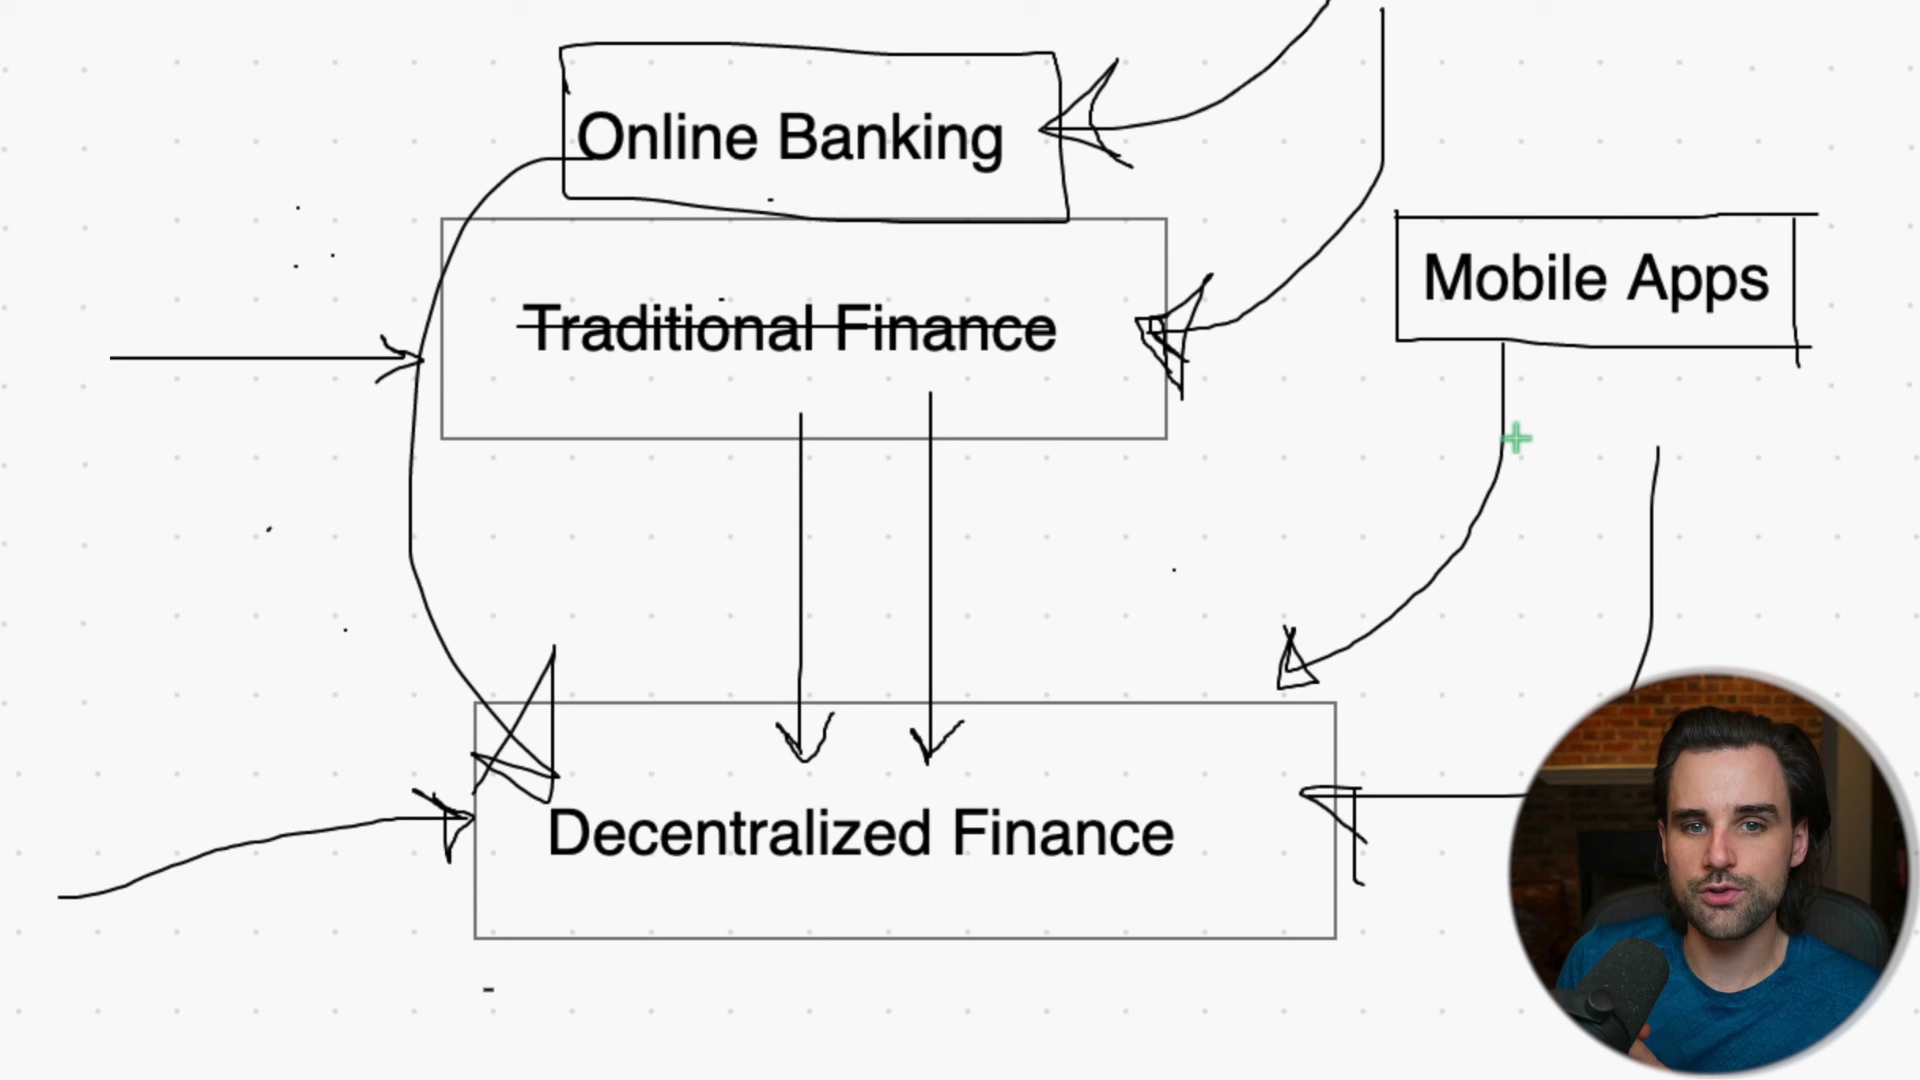 Online Banking
Mobile Apps
Traditional Finance
Decentralized Finance
-